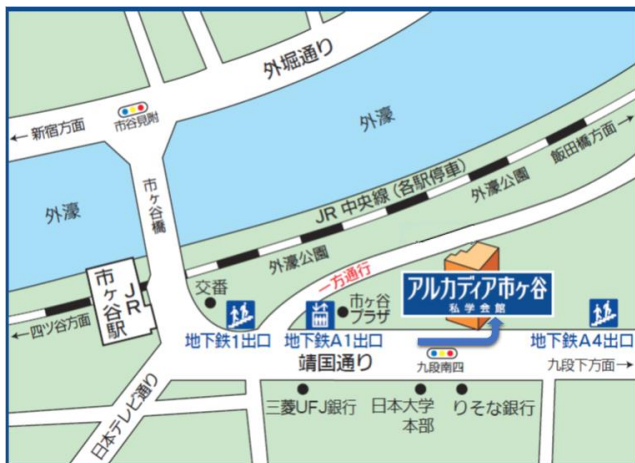 外堀通り
市谷見附
←新宿方面
外濠
飯田橋方面→
市ヶ谷橋
外濠
JR中央線(各駅停車)
外濠公園
外濠公園
一方通行
JR
市ヶ谷駅
交番
市ヶ谷
プラザ
アルカディア市ヶ谷
私学会館
←四ツ谷方面
地下鉄1出口
地下鉄A1出口
地下鉄A4出口
靖国通り
九段南四
九段下方面→
日本テレビ通り
三菱UFJ銀行
日本大学
本部
りそな銀行